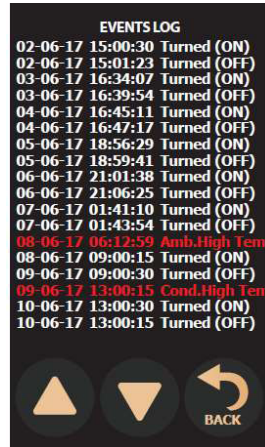 EVENTS LOG
02-06-17 15:00:30 Turned (ON)
02-06-17 15:01:23 Turned (OFF)
03-06-17 16:34:07 Turned (ON)
03-06-17 16:39:54 Turned (OFF)
04-06-17 16:45:11 Turned (ON)
04-06-17 16:47:17 Turned (OFF)
05-06-17 18:56:29 Turned (ON)
05-06-17 18:59:41 Turned (OFF)
06-06-17 21:01:38 Turned (ON)
06-06-17 21:06:25 Turned (OFF)
07-06-17 01:41:10 Turned (ON)
07-06-17 01:43:54 Turned (OFF)
08-06-17 06:12:59 Amb.High Tem
08-06-17 09:00:15 Turned (ON)
09-06-17 09:00:30 Turned (OFF)
09-06-17 13:00:15 Cond.High Tem
10-06-17 13:00:30 Turned (ON)
10-06-17 13:00:15 Turned (OFF)
BACK